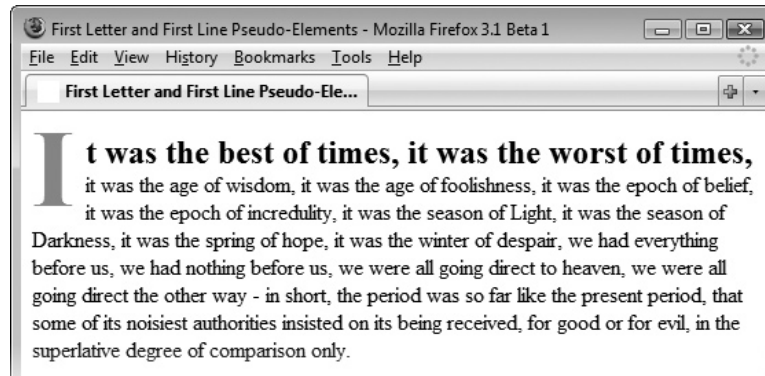 First Letter and First Line Pseudo-Elements - Mozilla Firefox 3.1 Beta 1
File Edit View History Bookmarks Tools Help
First Letter and First Line Pseudo-Ele...
It was the best of times, it was the worst of times,
it was the age of wisdom, it was the age of foolishness, it was the epoch of belief,
it was the epoch of incredulity, it was the season of Light, it was the season of
Darkness, it was the spring of hope, it was the winter of despair, we had everything
before us, we had nothing before us, we were all going direct to heaven, we were all
going direct the other way - in short, the period was so far like the present period, that
some of its noisiest authorities insisted on its being received, for good or for evil, in the
superlative degree of comparison only.